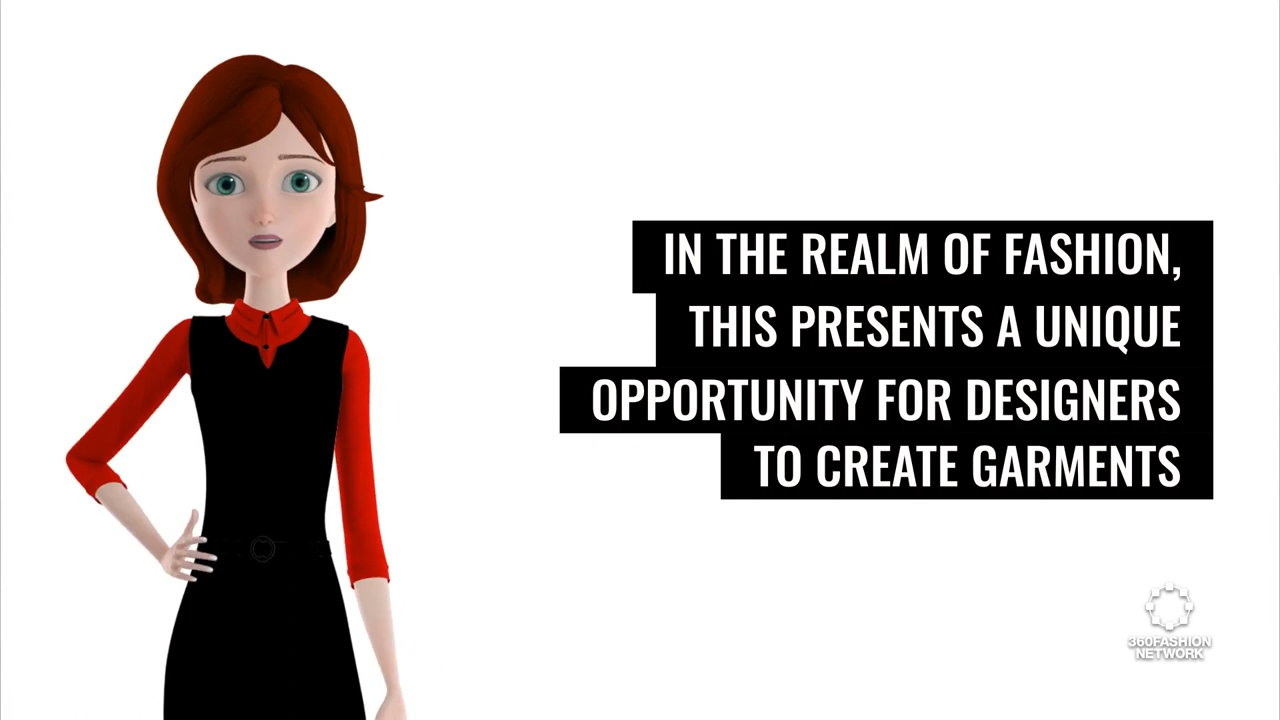 IN THE REALM OF FASHION,
THIS PRESENTS A UNIQUE
OPPORTUNITY FOR DESIGNERS
TO CREATE GARMENTS
360FASHION
NETWORK